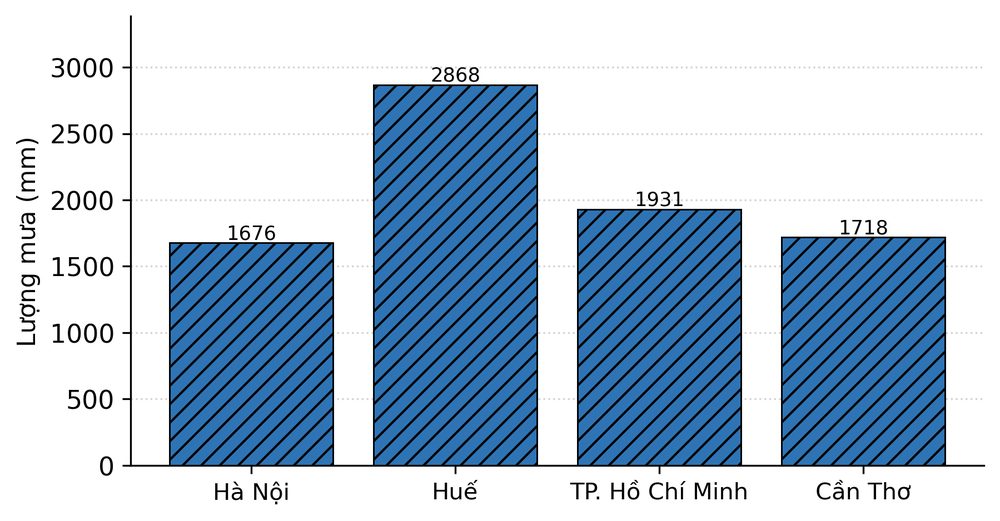 Lượng mưa (mm)
3000
2500
2000
1500
1000
500
0
1676
2868
1931
1718
Hà Nội
Huế
TP. Hồ Chí Minh
Cần Thơ